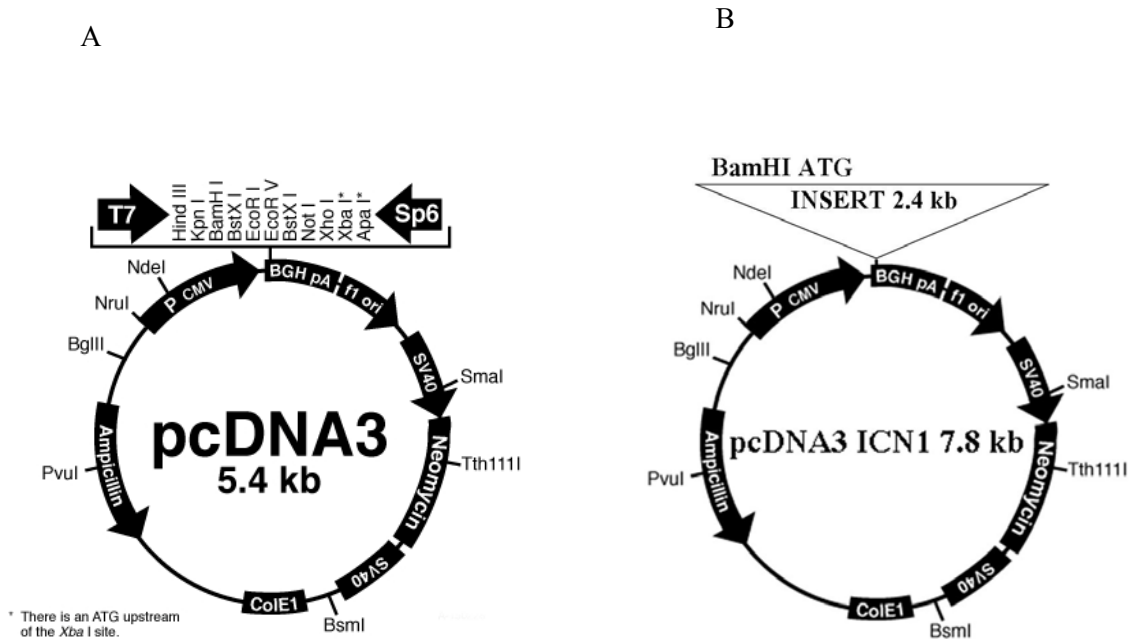 A
T7
Hind III
Kpn I
BamH I
BstX I
EcoR I
EcoR V
BstX I
Not I
Xho I
Xba I*
Apa I*
Sp6
NdeI
NruI
BglII
PvuI
P CMV
BGH pA
f1 ori
SV40
SmaI
Neomycin
Tth111I
SV40
BsmI
ColE1
Ampicillin
pcDNA3
5.4 kb
* There is an ATG upstream
of the Xba I site.
B
BamHI ATG
INSERT 2.4 kb
NdeI
NruI
BglII
PvuI
P CMV
BGH pA
f1 ori
SV40
SmaI
Neomycin
Tth111I
SV40
BsmI
ColE1
Ampicillin
pcDNA3 ICN1 7.8 kb